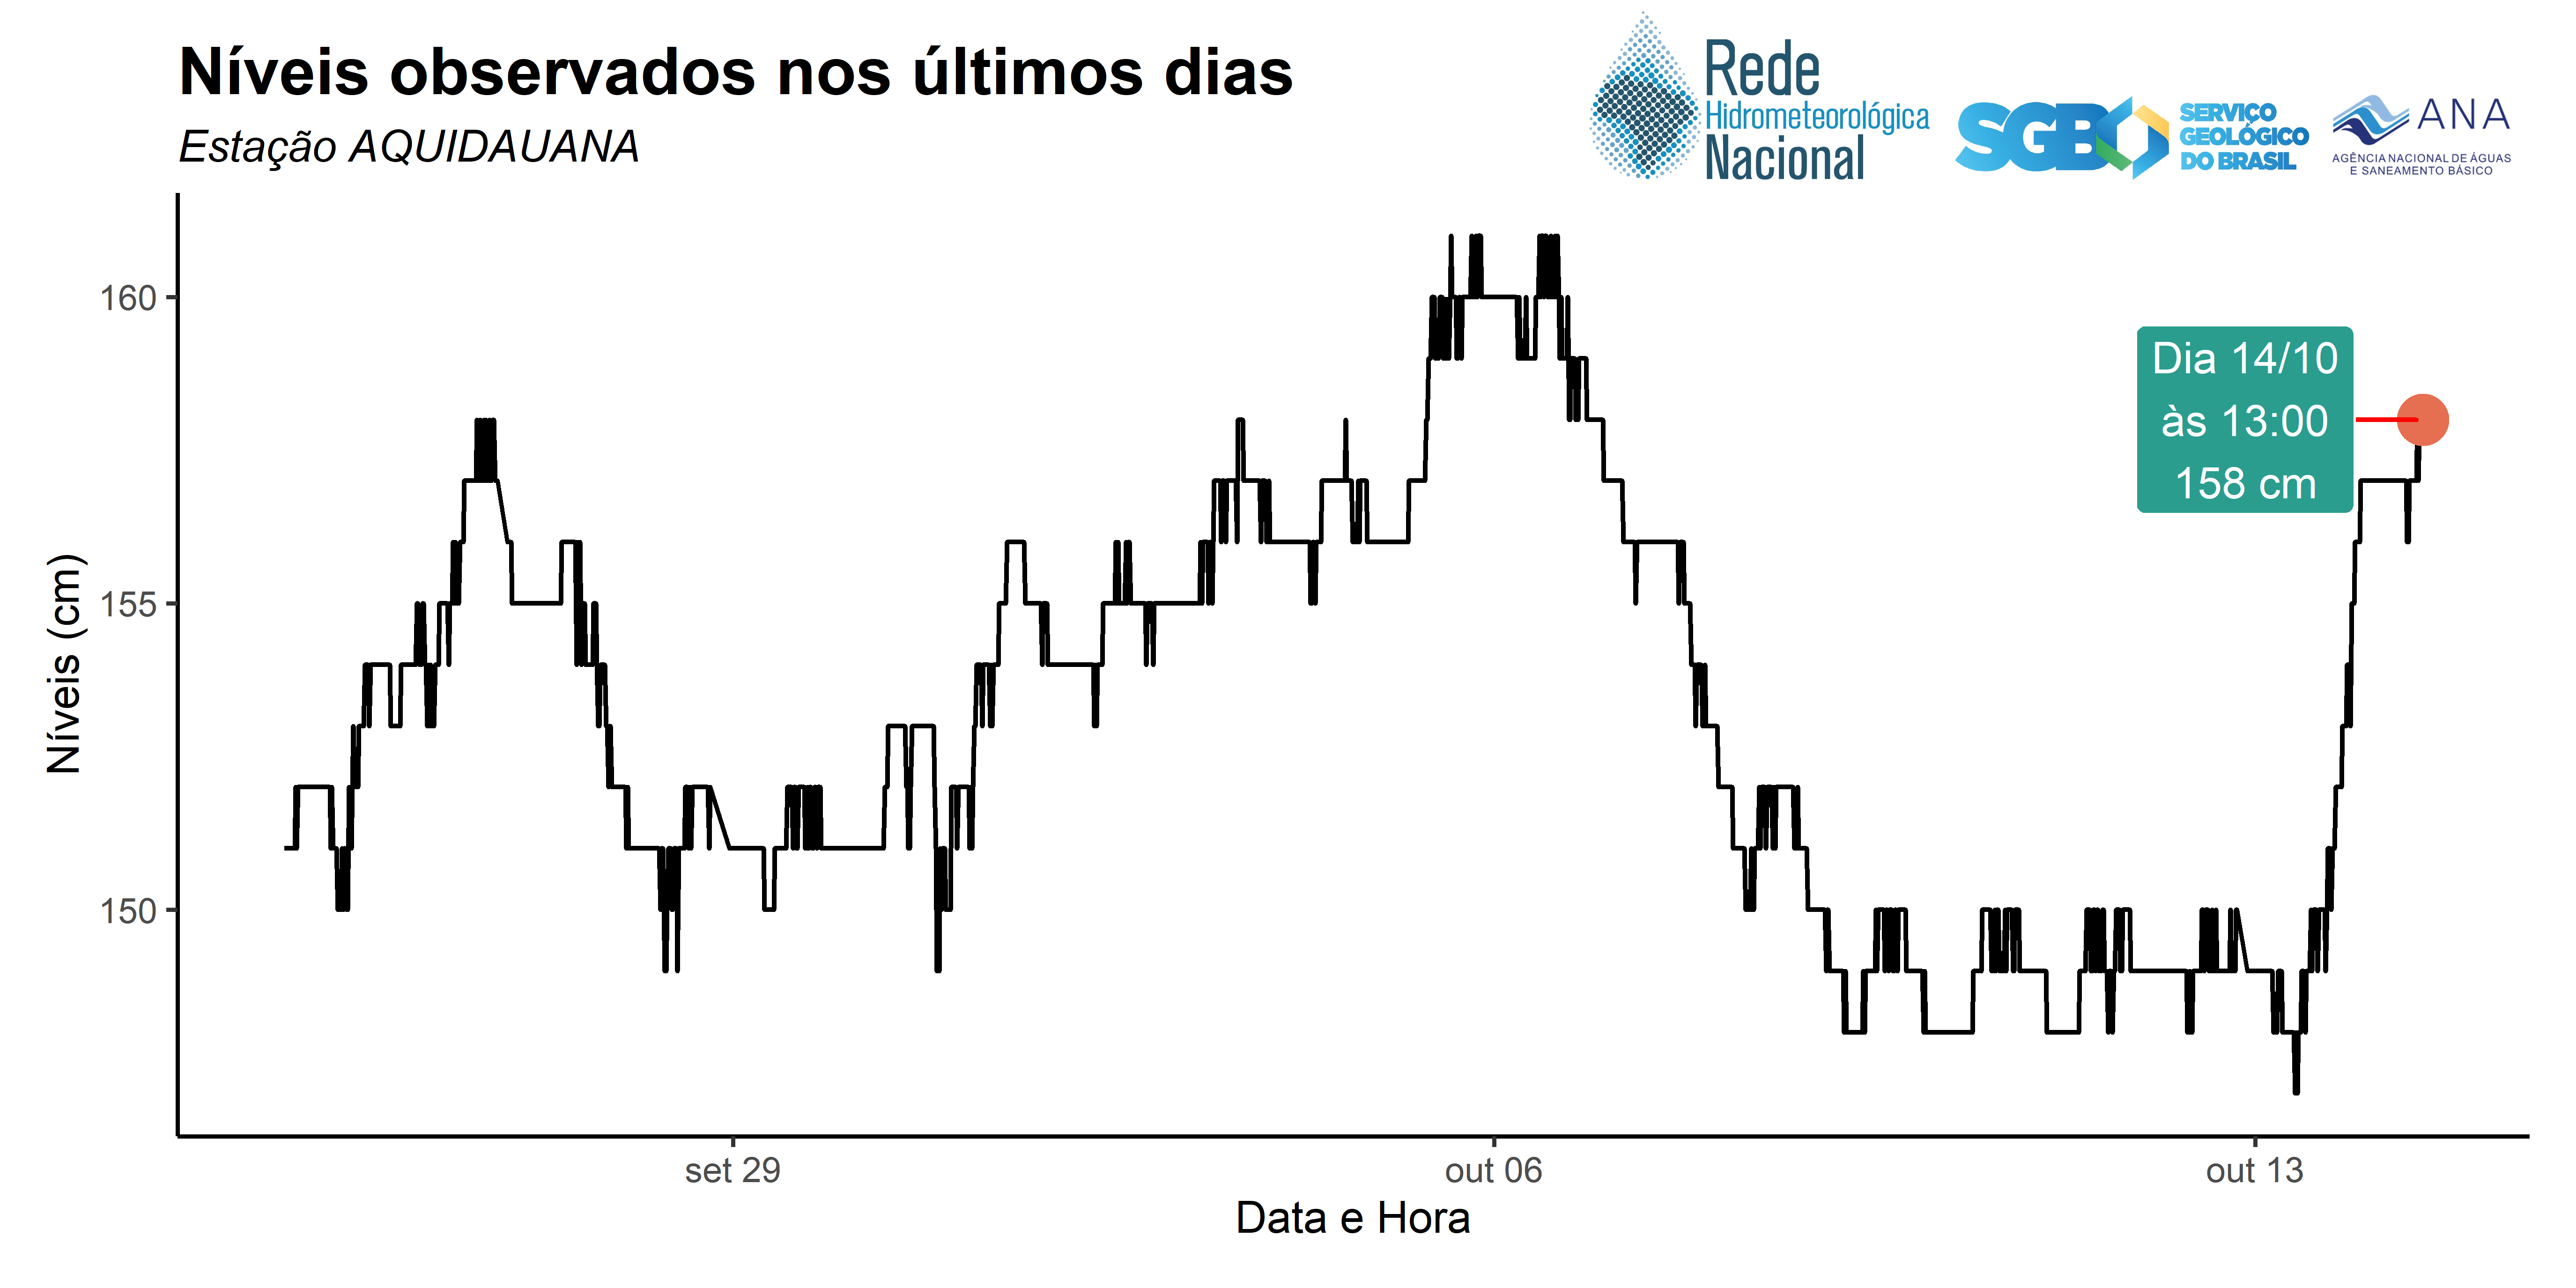 Níveis observados nos últimos dias
Estação AQUIDAUANA
Rede
Hidrometeorológica
Nacional
SGB
SERVIÇO
GEOLÓGICO
DO BRASIL
ANA
AGÊNCIA NACIONAL DE ÁGUAS
E SANEAMENTO BÁSICO
160
155
150
Níveis (cm)
Dia 14/10
às 13:00
158 cm
set 29
out 06
out 13
Data e Hora